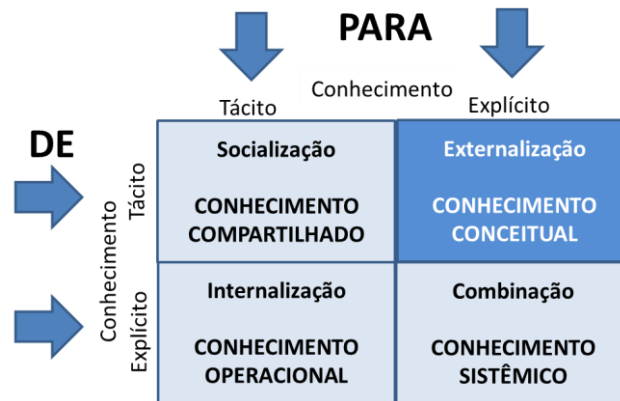 PARA
Conhecimento
Tácito
Explícito
DE
Conhecimento
Tácito
Explícito
Socialização
CONHECIMENTO
COMPARTILHADO
Externalização
CONHECIMENTO
CONCEITUAL
Internalização
CONHECIMENTO
OPERACIONAL
Combinação
CONHECIMENTO
SISTÊMICO